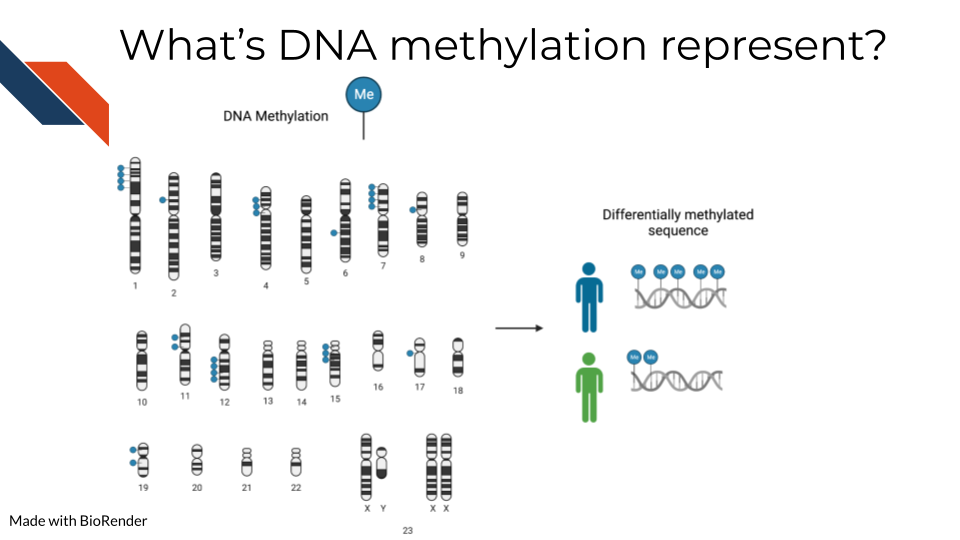 What's DNA methylation represent?
Me
DNA Methylation
1 2 3 4 5 6 7 8 9
Differentially methylated
sequence
Me Me Me Me Me
Me Me
10 11 12 13 14 15 16 17 18
19 20 21 22
X Y X X
23
Made with BioRender